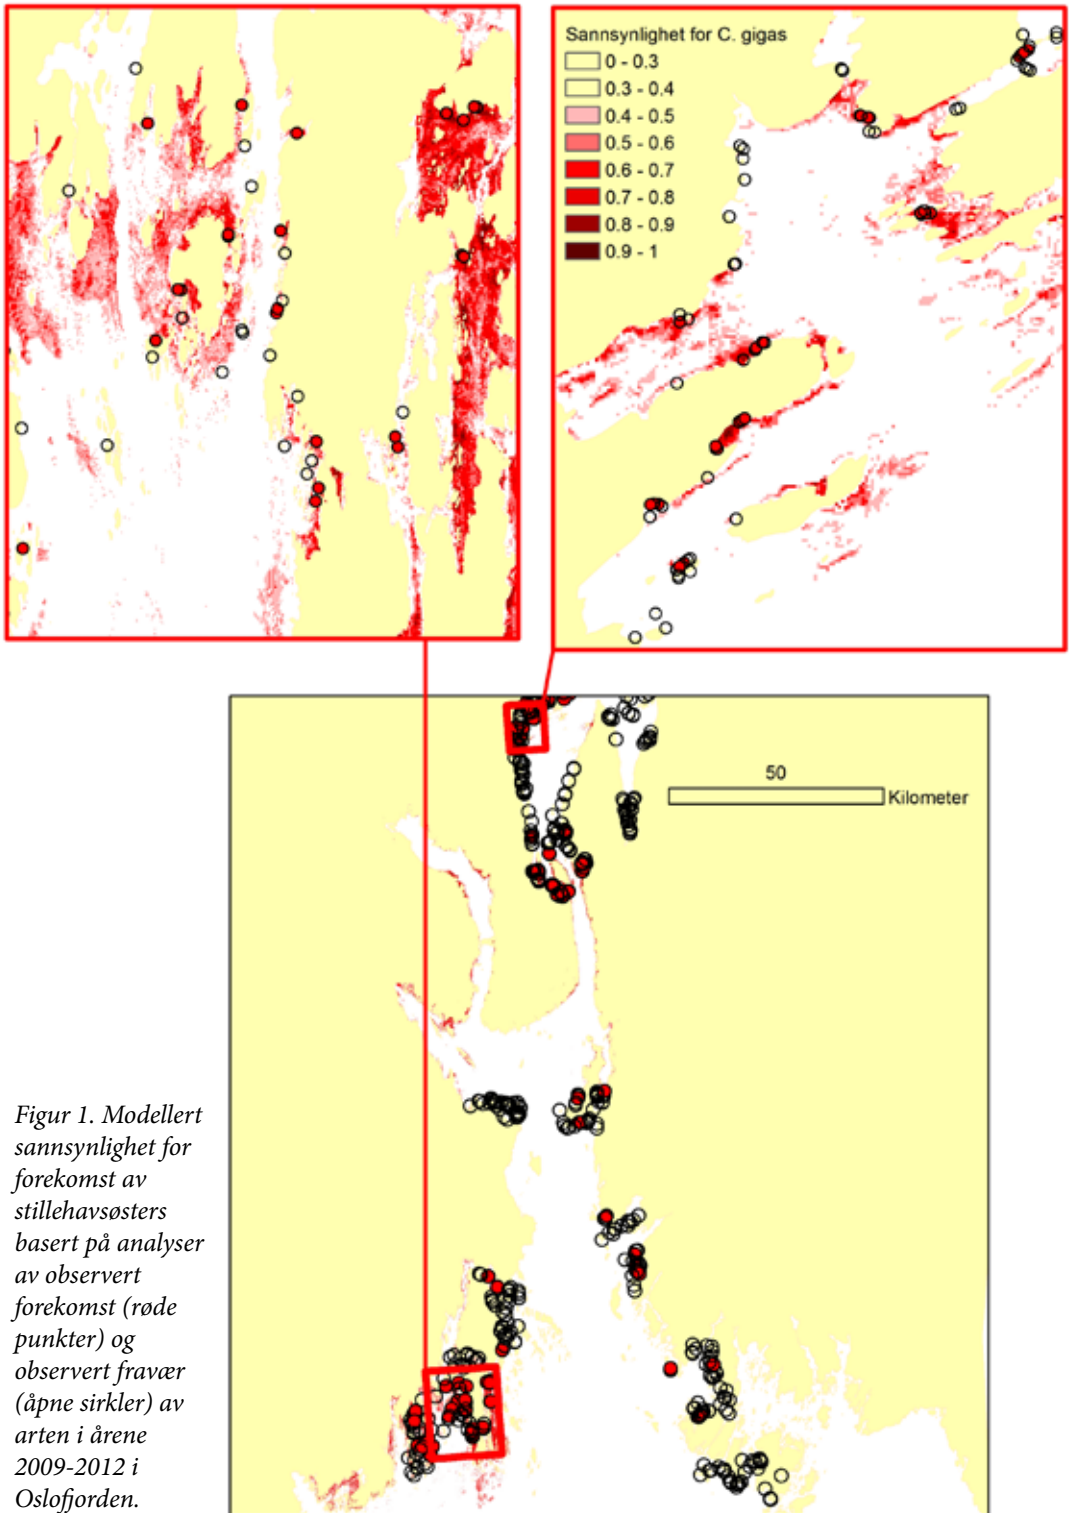 Sannsynlighet for C. gigas
0 - 0.3
0.3 - 0.4
0.4 - 0.5
0.5 - 0.6
0.6 - 0.7
0.7 - 0.8
0.8 - 0.9
0.9 - 1
50
Kilometer
Figur 1. Modellert
sannsynlighet for
forekomst av
stillehavsøsters
basert på analyser
av observert
forekomst (røde
punkter) og
observert fravær
(åpne sirkler) av
arten i årene
2009-2012 i
Oslofjorden.